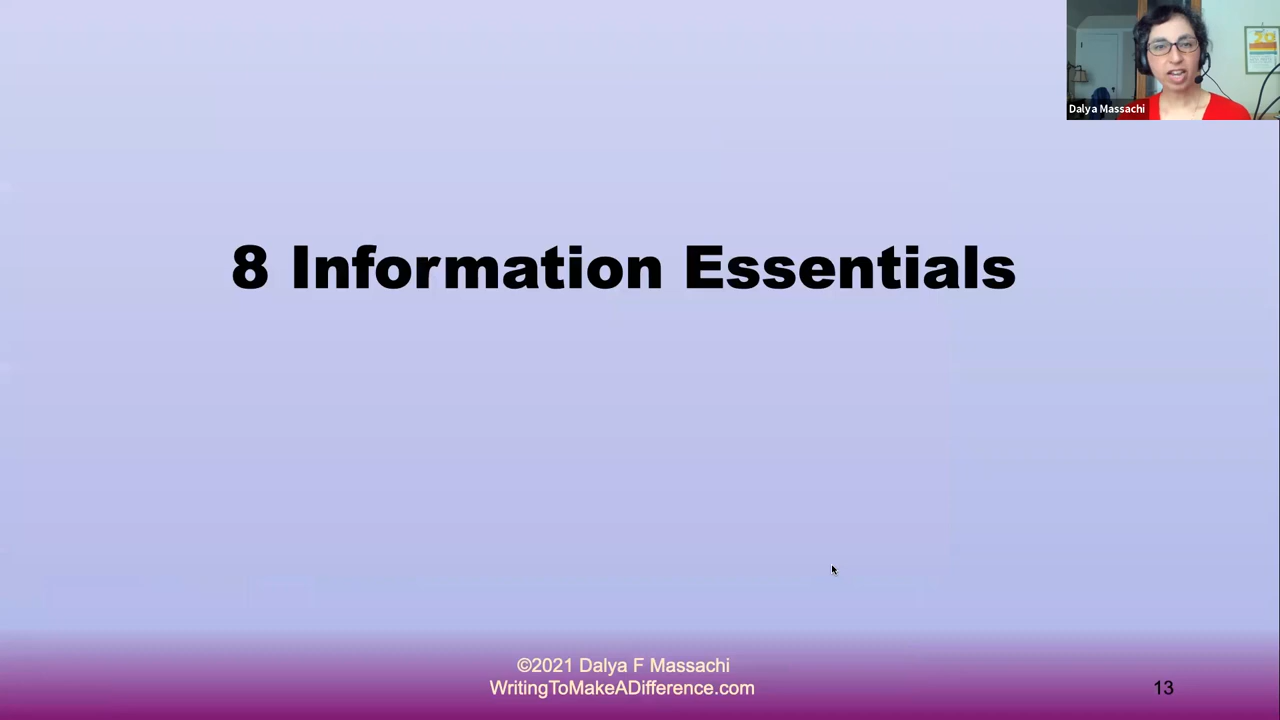 Dalya Massachi
8 Information Essentials
©2021 Dalya F Massachi
WritingToMakeADifference.com
13